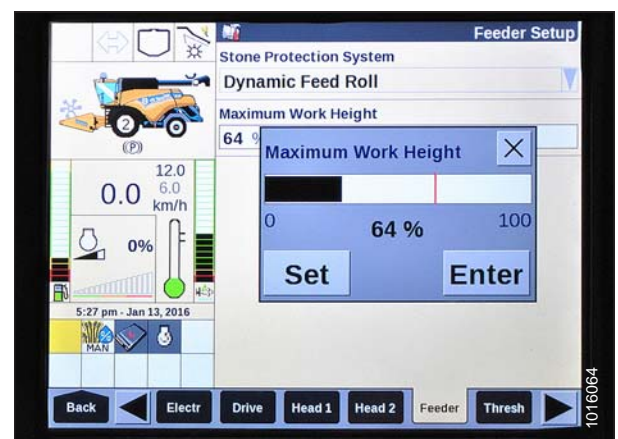 Feeder Setup
Stone Protection System
Dynamic Feed Roll
Maximum Work Height
64 %
Maximum Work Height
0
64 %
100
Set
Enter
2
(P)
12.0
0.0
6.0
km/h
0%
F
5:27 pm - Jan 13, 2016
%
MAN
Back
Electr
Drive
Head 1
Head 2
Feeder
Thresh
1016064